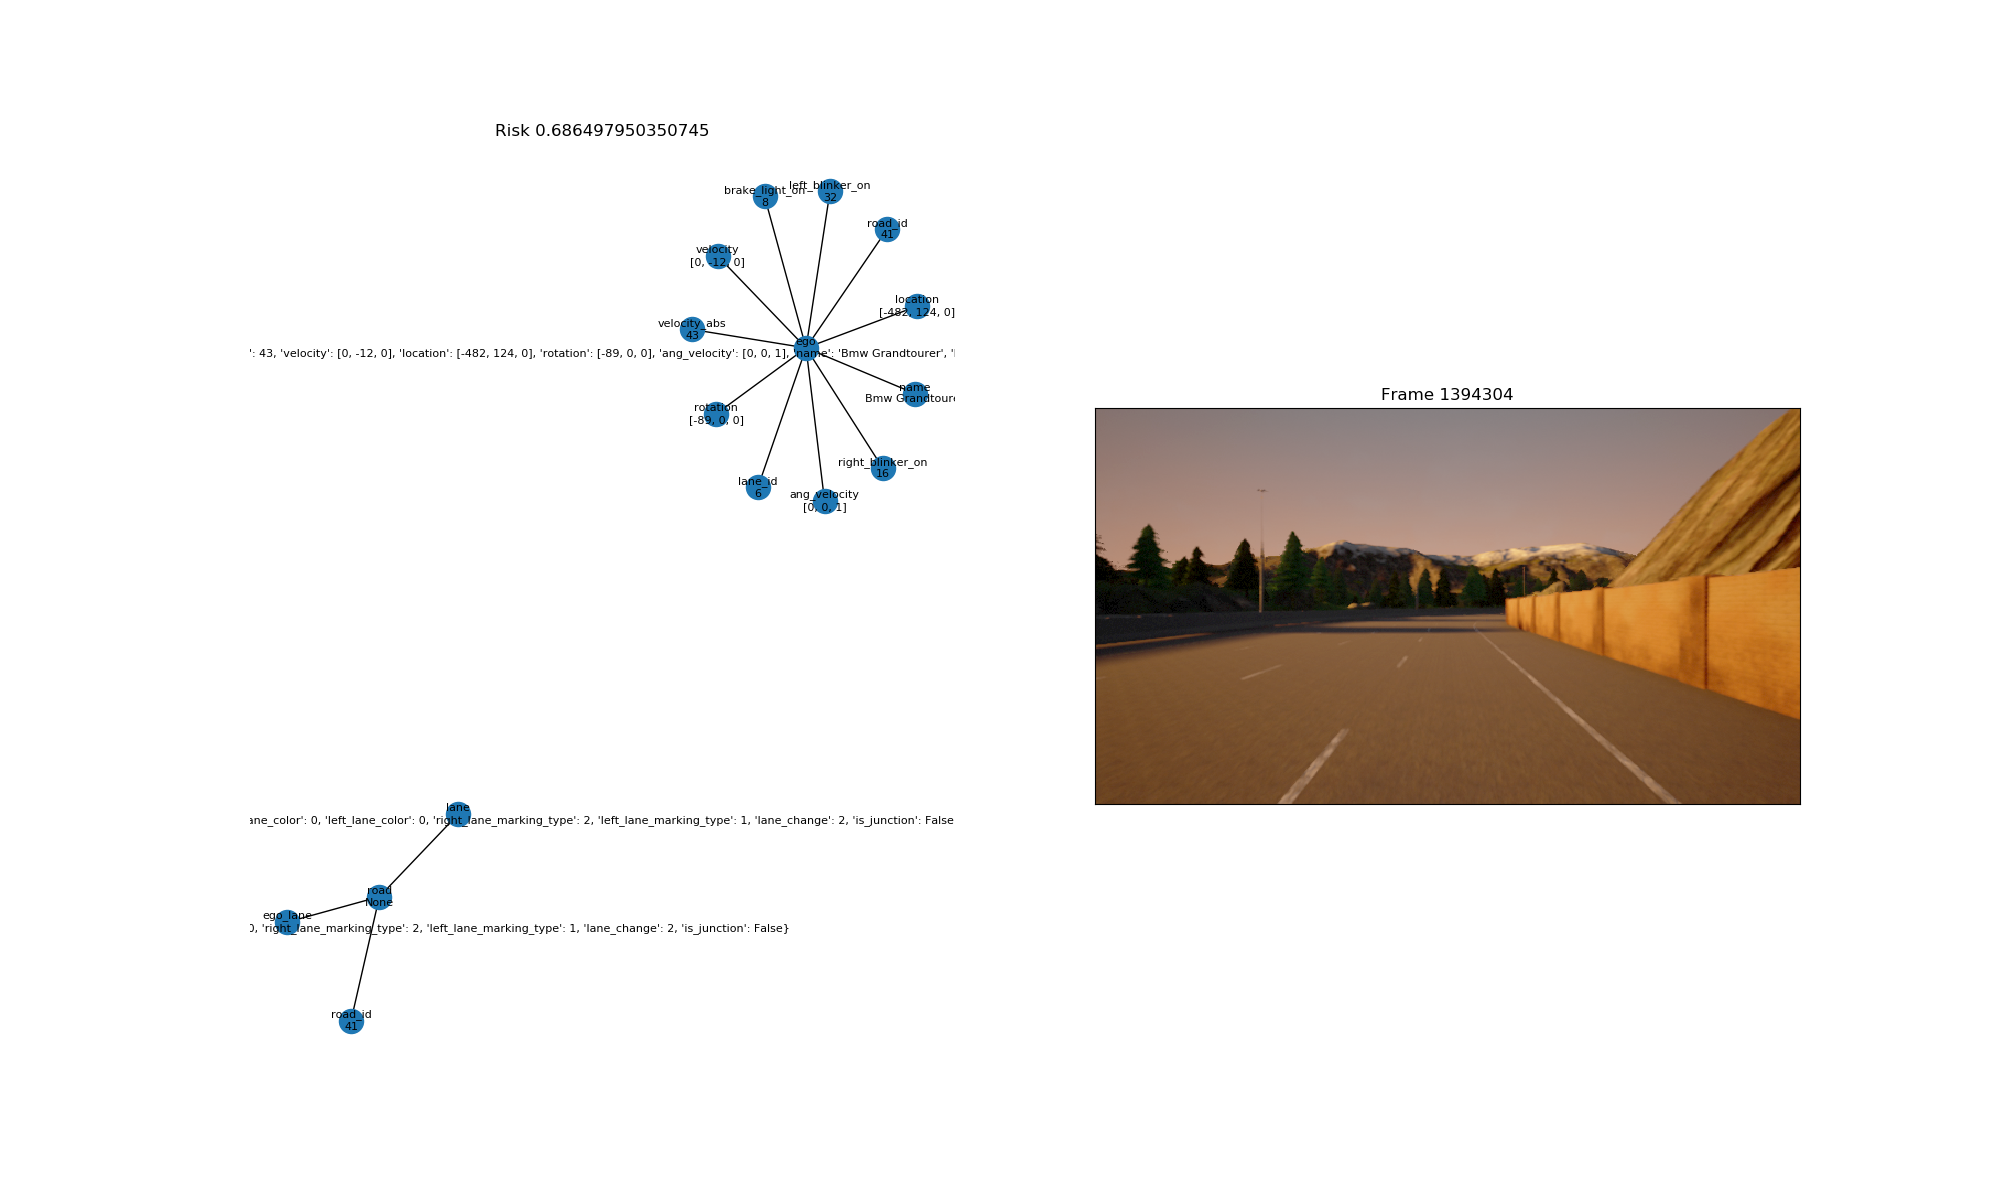 Risk 0.686497950350745
brake_light_on
8
left_blinker_on
32
road_id
41
velocity
[0, -12, 0]
location
[-482, 124, 0]
velocity_abs
43
ego
': 43, 'velocity': [0, -12, 0], 'location': [-482, 124, 0], 'rotation': [-89, 0, 0], 'ang_velocity': [0, 0, 1], 'name': 'Bmw Grandtourer', '
name
Bmw Grandtoure
rotation
[-89, 0, 0]
right_blinker_on
16
lane_id
6
ang_velocity
[0, 0, 1]
Frame 1394304
lane
ane_color': 0, 'left_lane_color': 0, 'right_lane_marking_type': 2, 'left_lane_marking_type': 1, 'lane_change': 2, 'is_junction': False
road
None
ego_lane
0, 'right_lane_marking_type': 2, 'left_lane_marking_type': 1, 'lane_change': 2, 'is_junction': False}
road_id
41